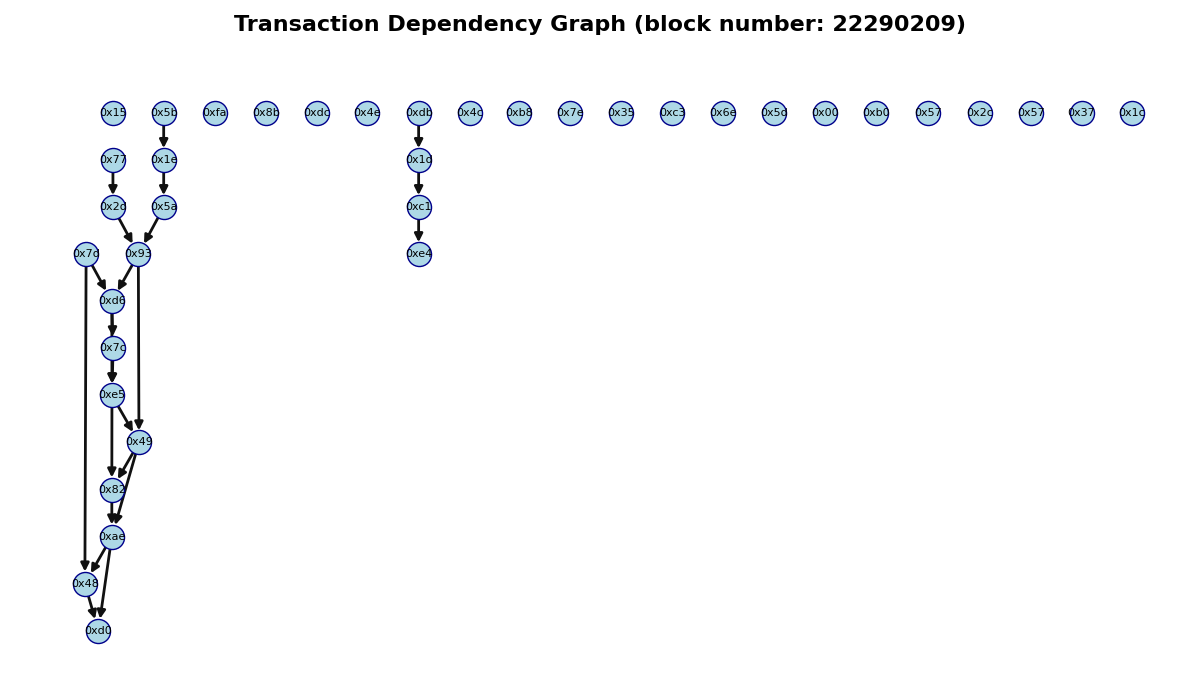 Transaction Dependency Graph (block number: 22290209)
0x15 0x5b 0xfa 0x8b 0xdc 0x4e 0xdb 0x4c 0xb8 0x7e 0x35 0xc3 0x6e 0x5d 0x00 0xb0 0x57 0x2c 0x57 0x37 0x1c
0x77 0x1e 0x1d
0x2d 0x5a 0xc1
0x7d 0x93 0xe4
0xd6
0x7c
0xe5
0x49
0x82
0xae
0x48
0xd0